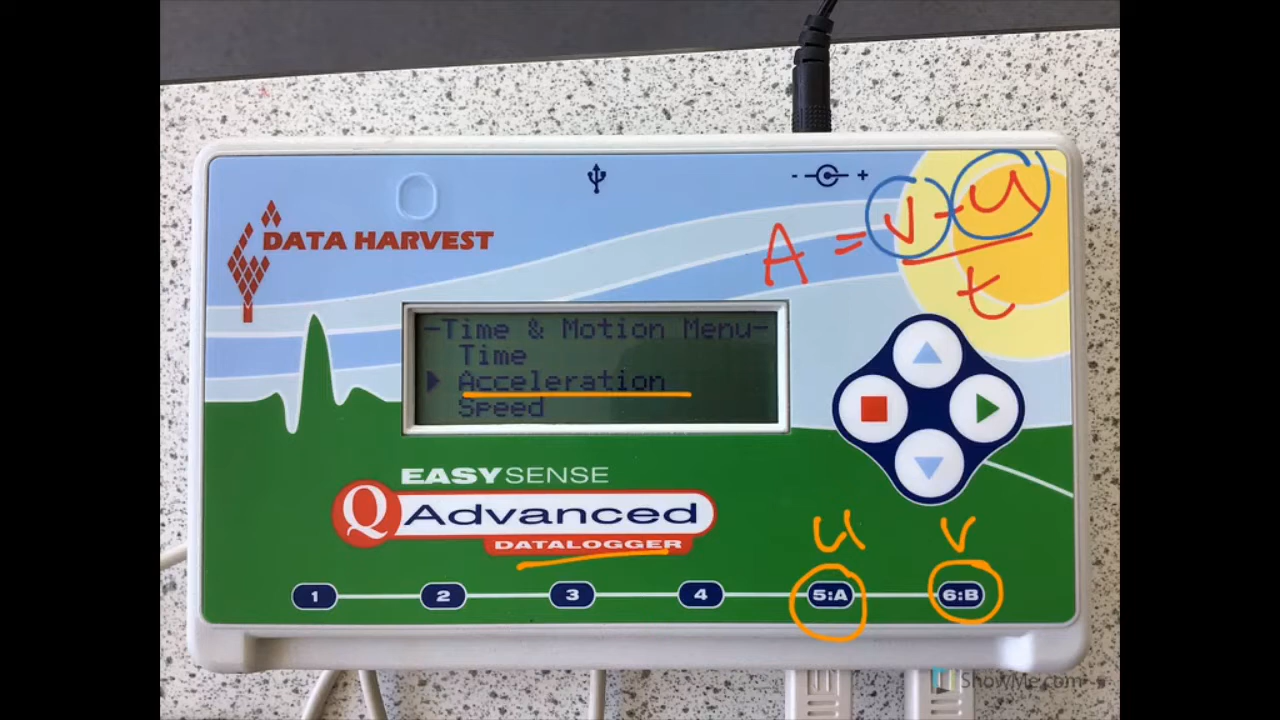 - +
DATA HARVEST
A = v - u
t
-Time & Motion Menu-
Time
Acceleration
Speed
EASYSENSE
Q Advanced
DATALOGGER
u v
1 2 3 4 5:A 6:B
ShowMe.com